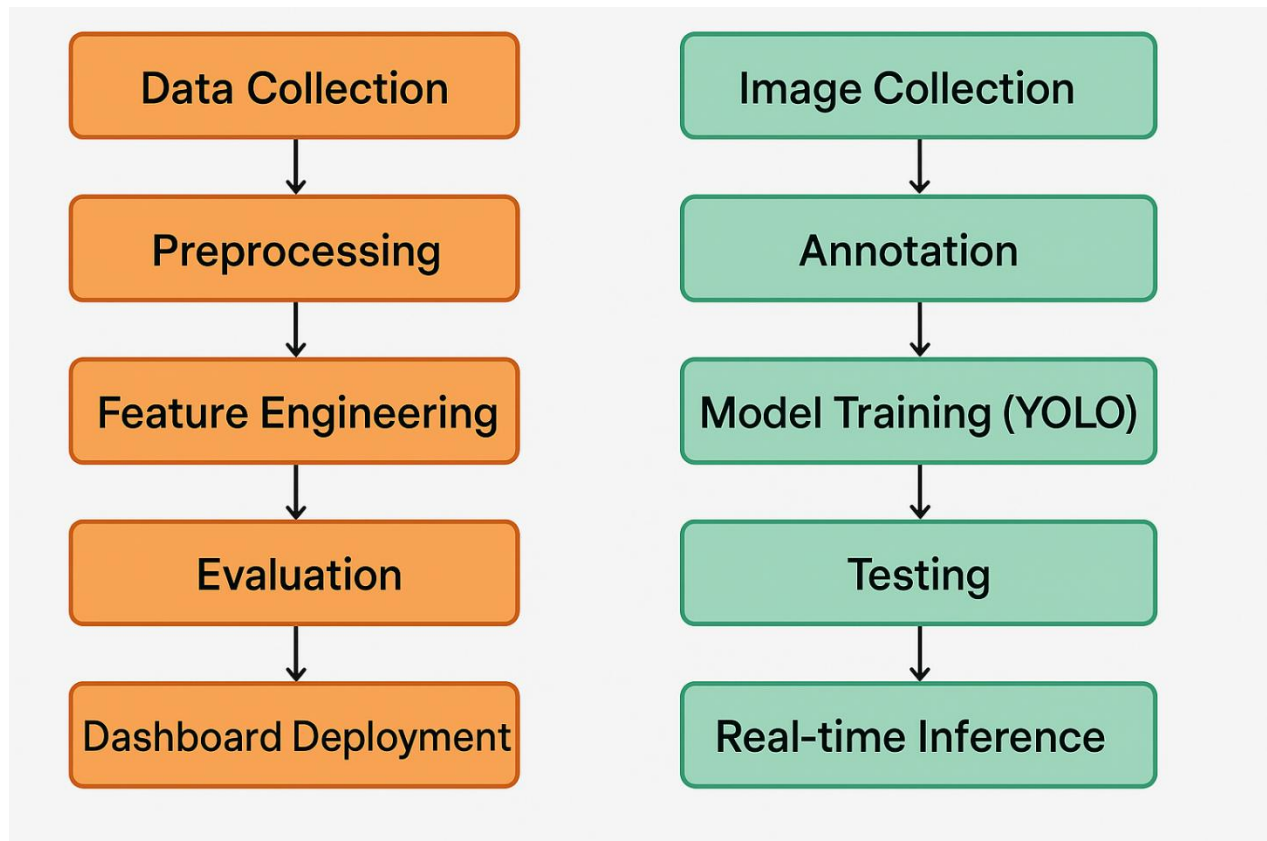 Data Collection
Preprocessing
Feature Engineering
Evaluation
Dashboard Deployment
Image Collection
Annotation
Model Training (YOLO)
Testing
Real-time Inference